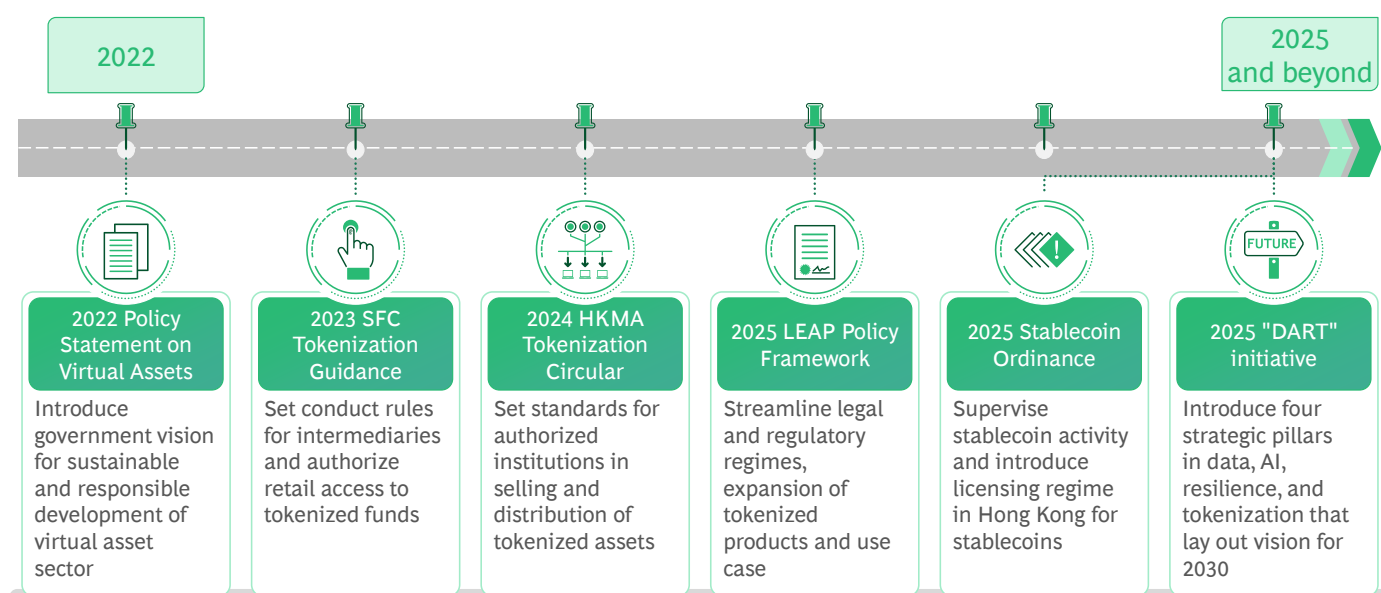 2022
2025
and beyond
FUTURE
2022 Policy
Statement on
Virtual Assets
Introduce
government vision
for sustainable
and responsible
development of
virtual asset
sector
2023 SFC
Tokenization
Guidance
Set conduct rules
for intermediaries
and authorize
retail access to
tokenized funds
2024 HKMA
Tokenization
Circular
Set standards for
authorized
institutions in
selling and
distribution of
tokenized assets
2025 LEAP Policy
Framework
Streamline legal
and regulatory
regimes,
expansion of
tokenized
products and use
case
2025 Stablecoin
Ordinance
Supervise
stablecoin activity
and introduce
licensing regime
in Hong Kong for
stablecoins
2025 "DART"
initiative
Introduce four
strategic pillars
in data, AI,
resilience, and
tokenization that
lay out vision for
2030